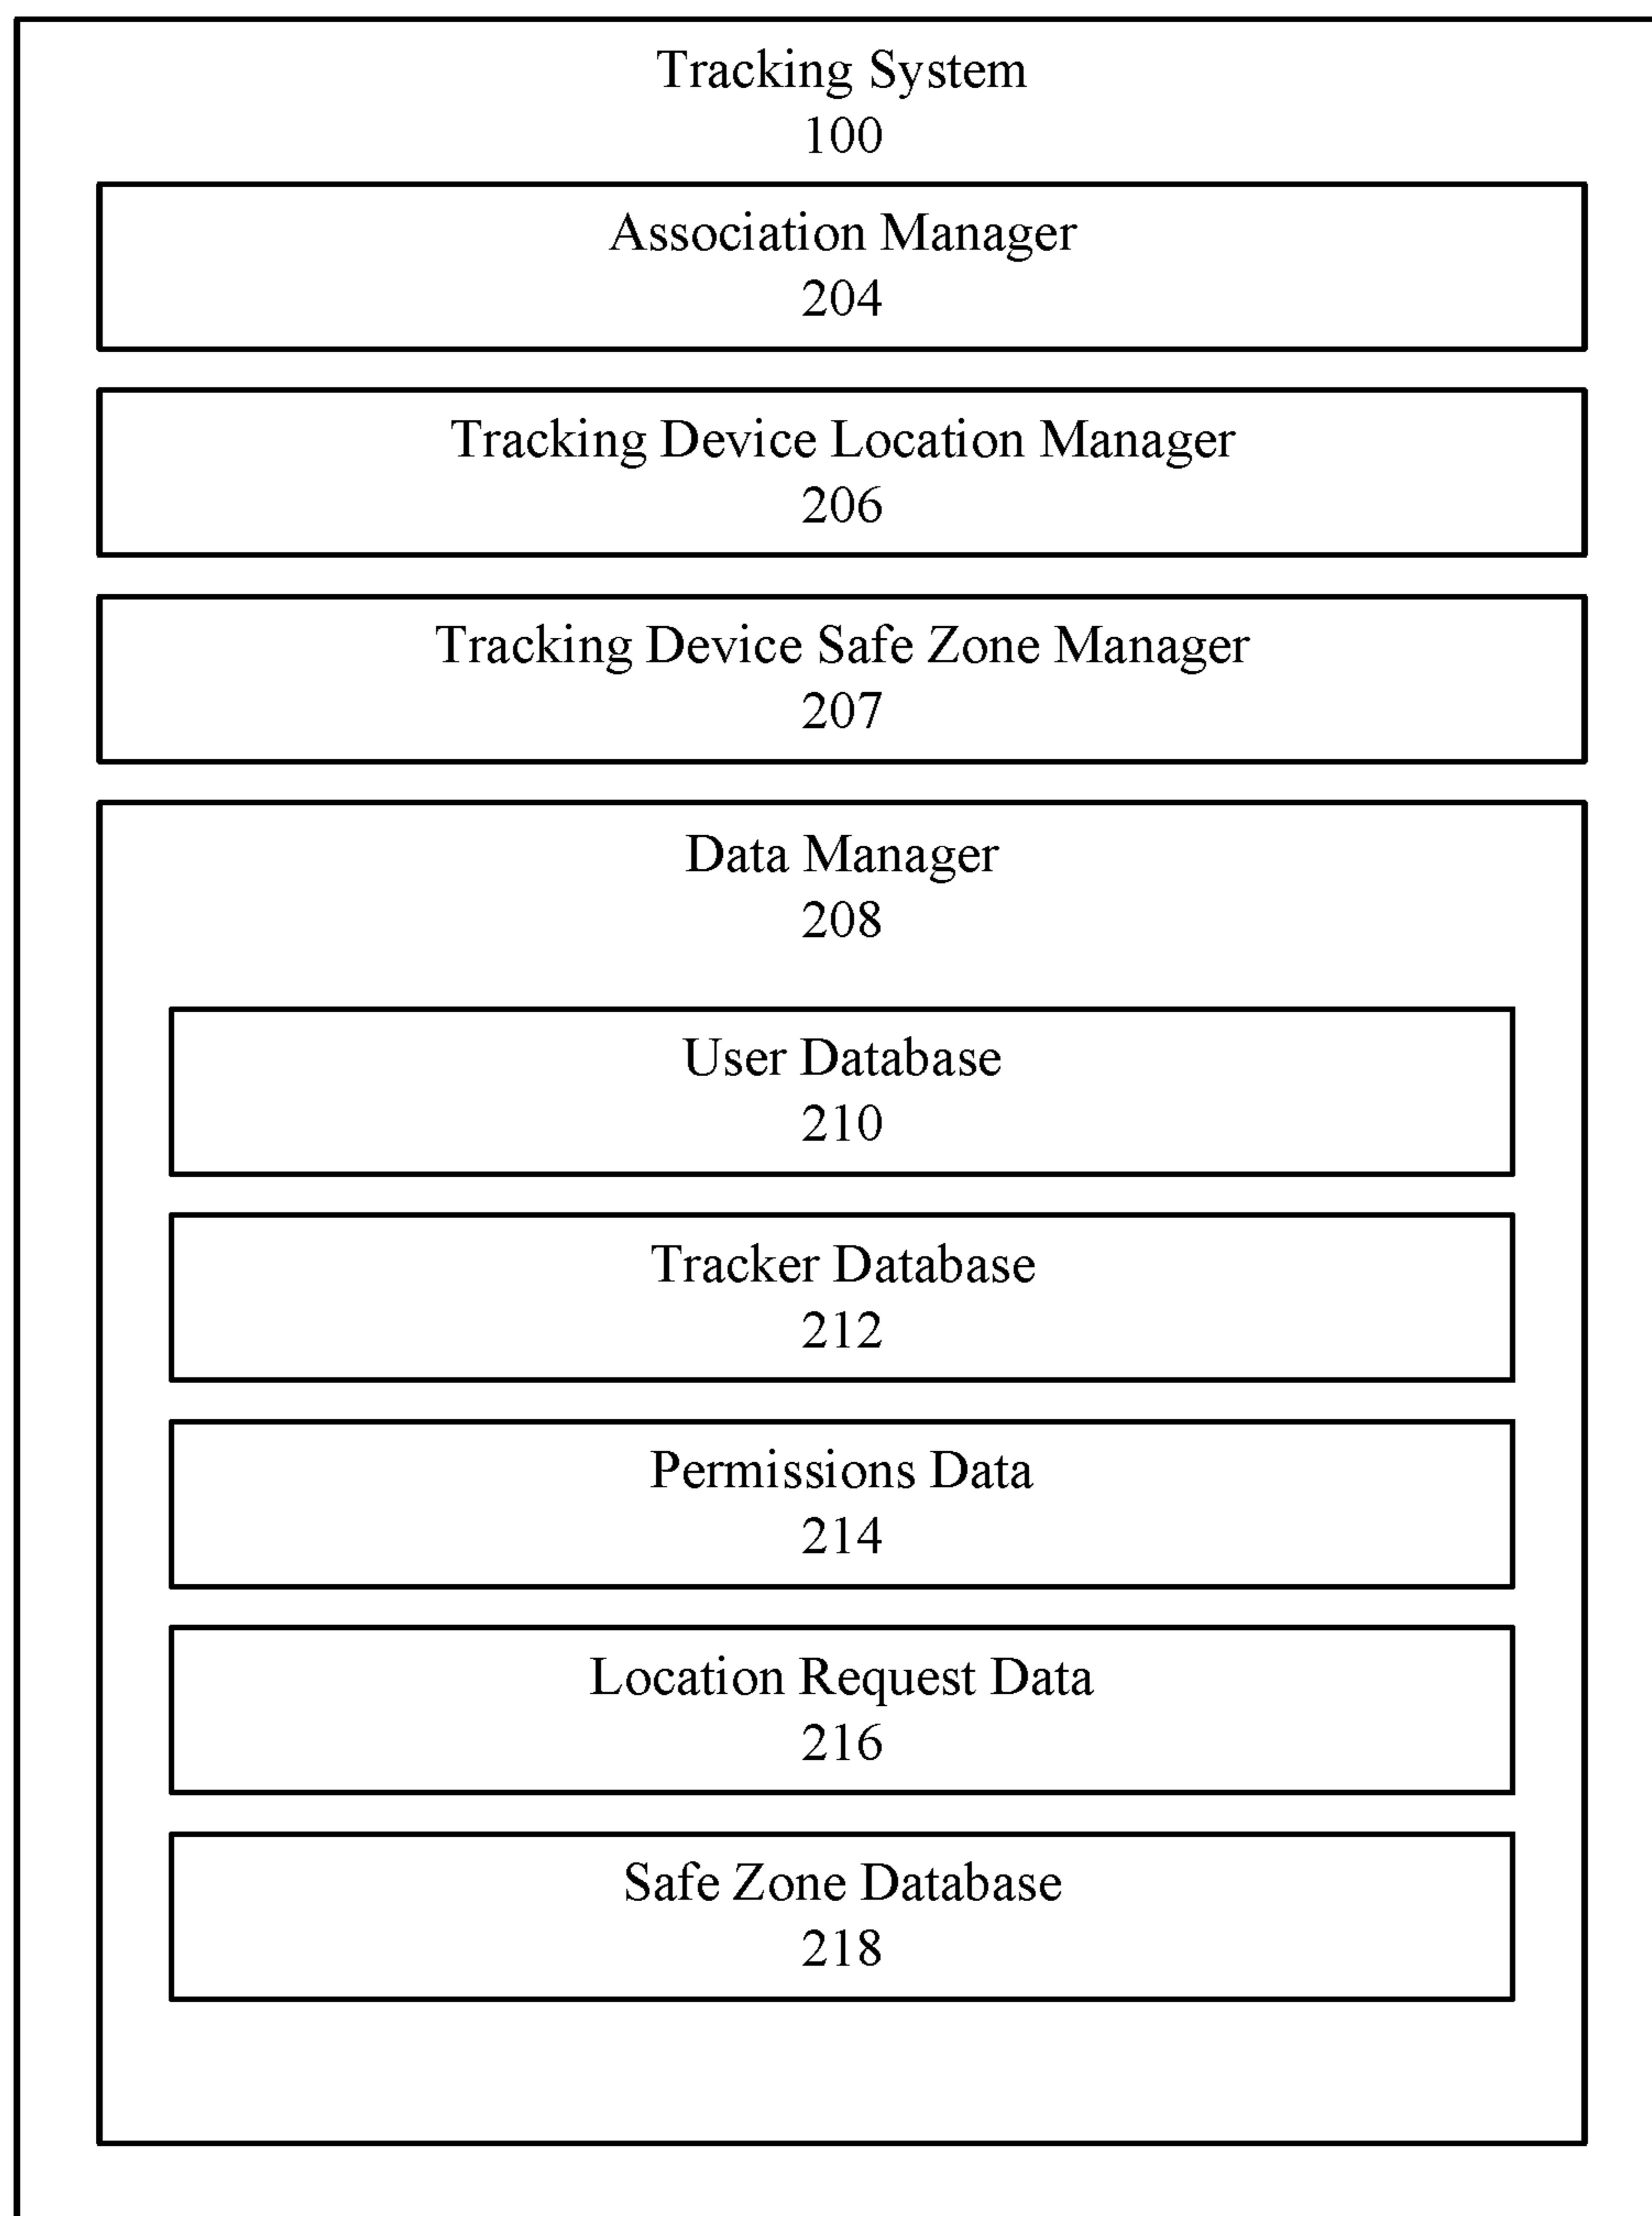 Tracking System
100
Association Manager
204
Tracking Device Location Manager
206
Tracking Device Safe Zone Manager
207
Data Manager
208
User Database
210
Tracker Database
212
Permissions Data
214
Location Request Data
216
Safe Zone Database
218